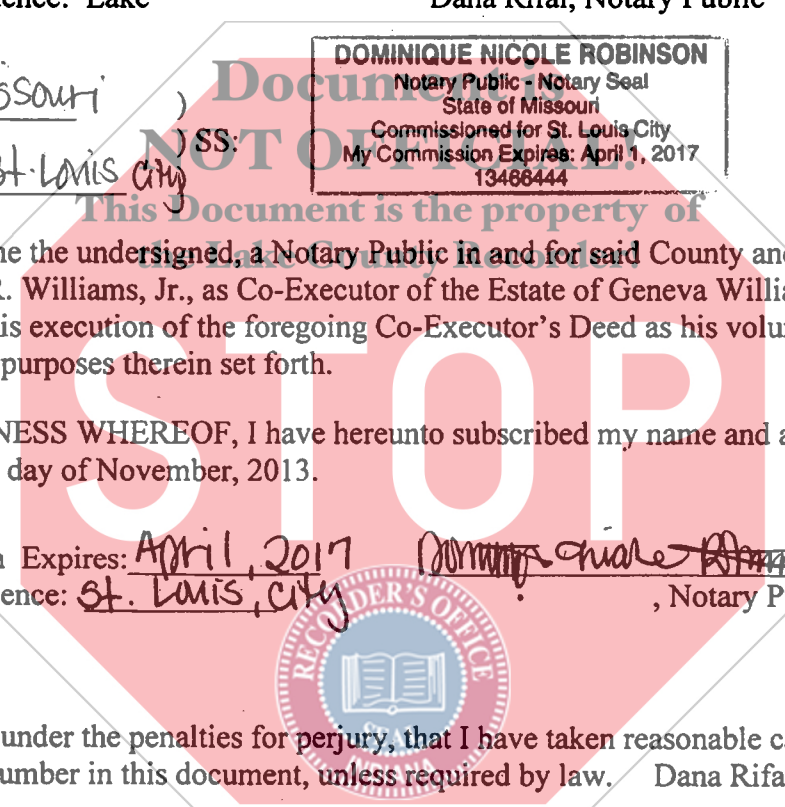 ence: Lake Dana Rifai, Notary Public
ssouri )
)SS:
St. Louis City )
DOMINIQUE NICOLE ROBINSON
Notary Public - Notary Seal
State of Missouri
Commissioned for St. Louis City
My Commission Expires: April 1, 2017
13466444
Document is
NOT OFFICIAL!
This Document is the property of
the Lake County Recorder!
ne the undersigned, a Notary Public in and for said County and
R. Williams, Jr., as Co-Executor of the Estate of Geneva Willia
is execution of the foregoing Co-Executor's Deed as his volu
purposes therein set forth.
STOP
NESS WHEREOF, I have hereunto subscribed my name and a
day of November, 2013.
n Expires: April, 2017
ence: St. Louis, City , Notary P
RECORDER'S OFFICE
SEAL
INDIANA
under the penalties for perjury, that I have taken reasonable ca
umber in this document, unless required by law. Dana Rifa